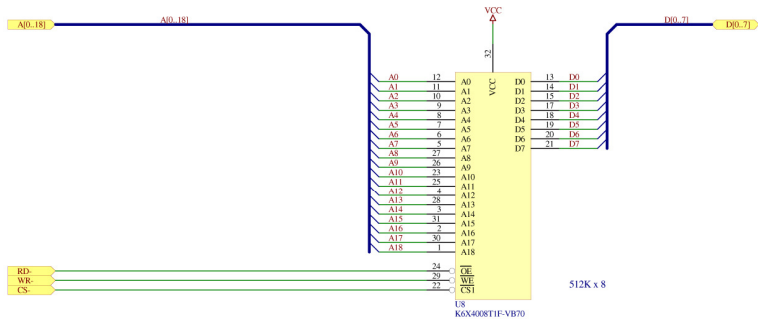 VCC
A[0..18] A[0..18] D[0..7] D[0..7]
32
VCC
A0 12 A0 D0 13 D0
A1 11 A1 D1 14 D1
A2 10 A2 D2 15 D2
A3 9 A3 D3 17 D3
A4 8 A4 D4 18 D4
A5 7 A5 D5 19 D5
A6 6 A6 D6 20 D6
A7 5 A7 D7 21 D7
A8 27 A8
A9 26 A9
A10 23 A10
A11 25 A11
A12 4 A12
A13 28 A13
A14 3 A14
A15 31 A15
A16 2 A16
A17 30 A17
A18 1 A18
RD- 24 OE
WR- 29 WE
CS- 22 CS1
512K x 8
U8
K6X4008T1F-VB70